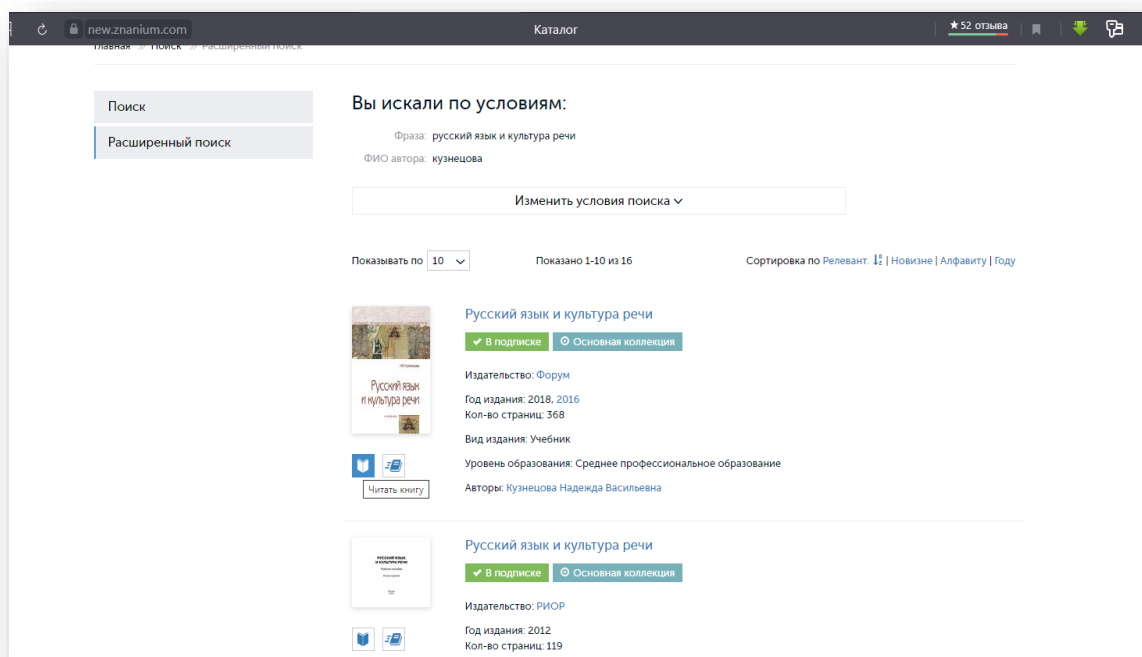 new.znanium.com
Каталог
★ 52 отзыва
Главная // Поиск // Расширенный поиск
Поиск
Расширенный поиск
Вы искали по условиям:
Фраза: русский язык и культура речи
ФИО автора: кузнецова
Изменить условия поиска
Показывать по 10
Показано 1-10 из 16
Сортировка по Релевант. | Новизне | Алфавиту | Году
Русский язык
и культура речи
Русский язык и культура речи
✔ В подписке
Основная коллекция
Издательство: Форум
Год издания: 2018, 2016
Кол-во страниц: 368
Вид издания: Учебник
Уровень образования: Среднее профессиональное образование
Авторы: Кузнецова Надежда Васильевна
Читать книгу
РУССКИЙ ЯЗЫК
И КУЛЬТУРА РЕЧИ
Русский язык и культура речи
✔ В подписке
Основная коллекция
Издательство: РИОР
Год издания: 2012
Кол-во страниц: 119